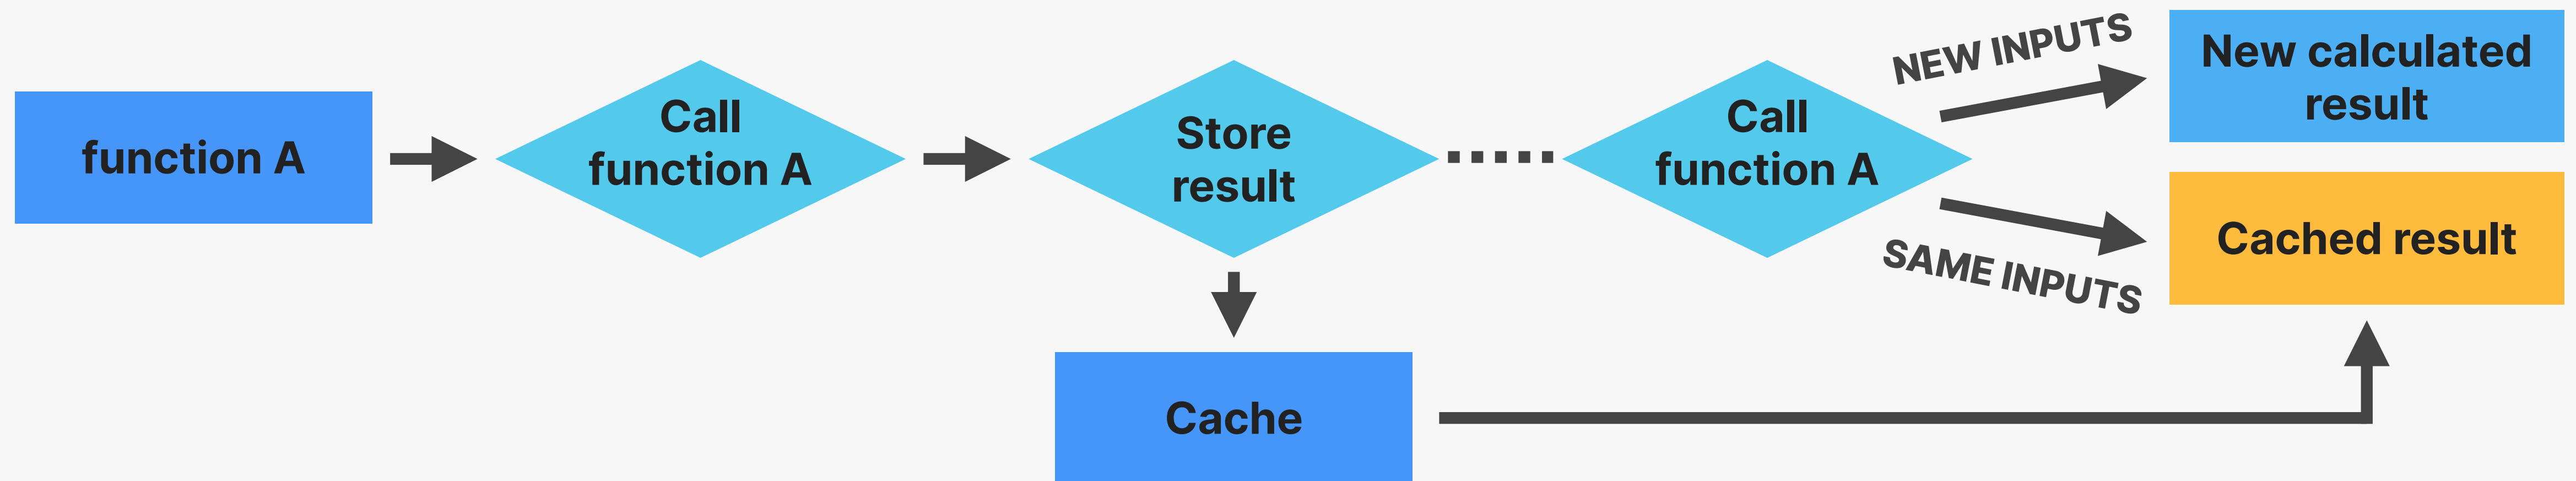 function A
Call
function A
Store
result
Call
function A
NEW INPUTS
New calculated
result
SAME INPUTS
Cached result
Cache